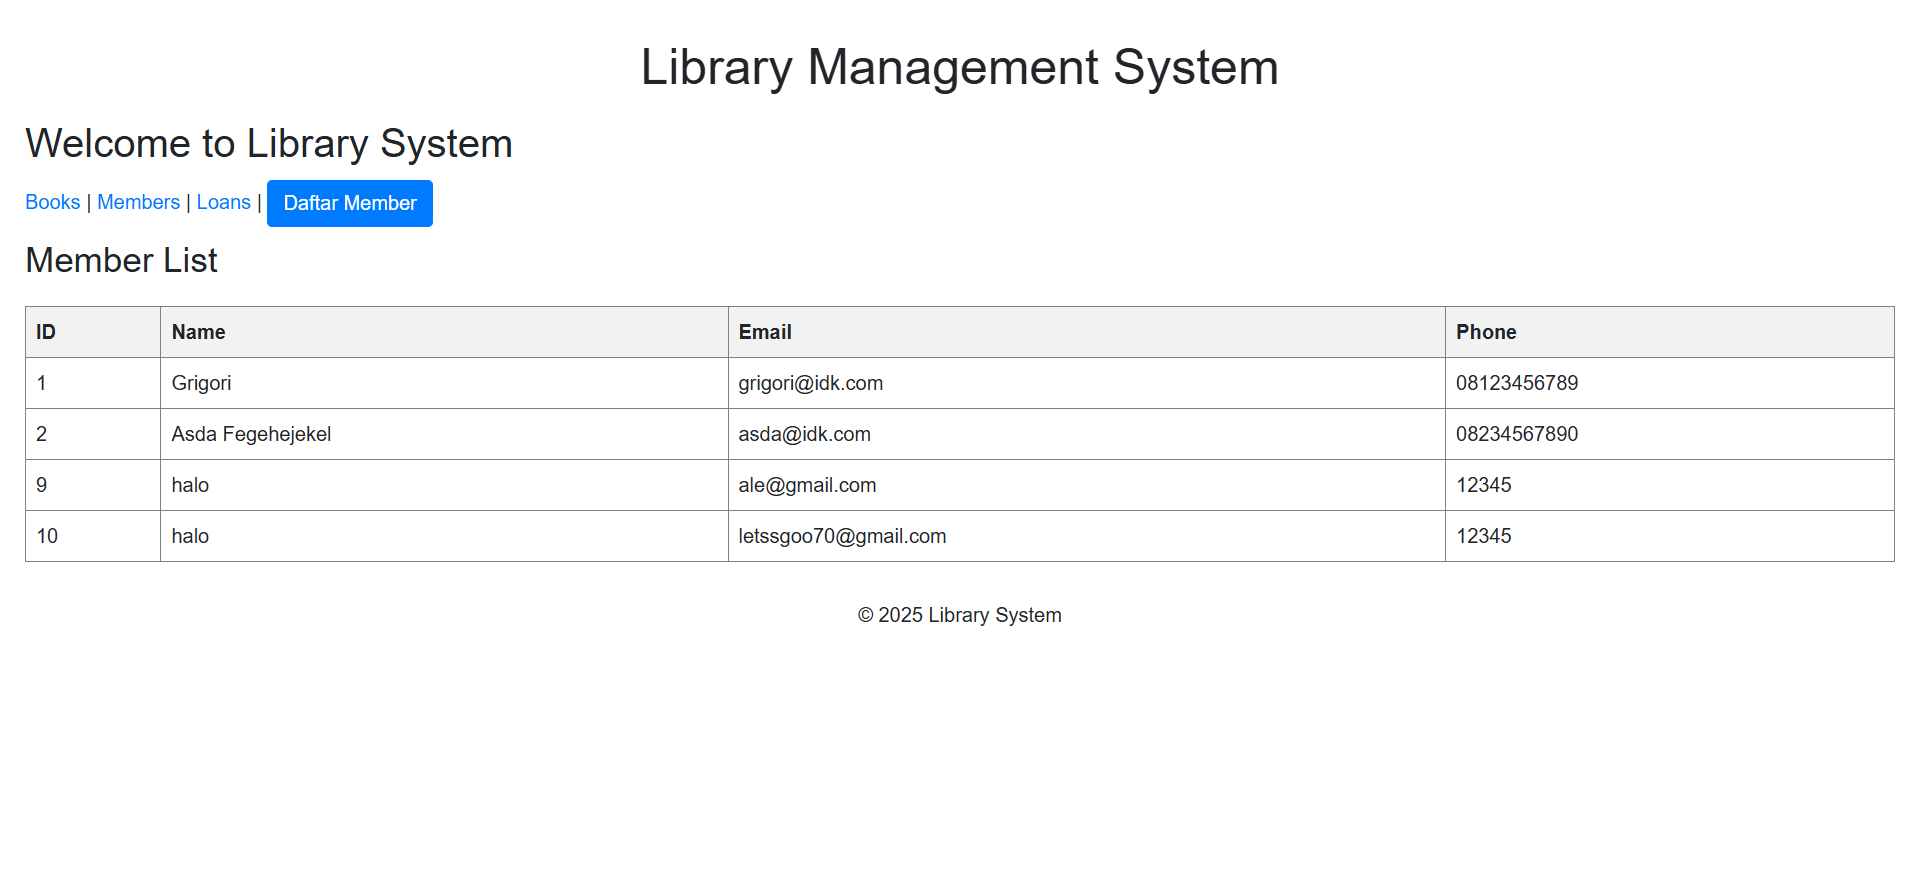 Library Management System
Welcome to Library System
Books | Members | Loans | Daftar Member
Member List
ID Name Email Phone
1 Grigori grigori@idk.com 08123456789
2 Asda Fegehejekel asda@idk.com 08234567890
9 halo ale@gmail.com 12345
10 halo letssgoo70@gmail.com 12345
© 2025 Library System